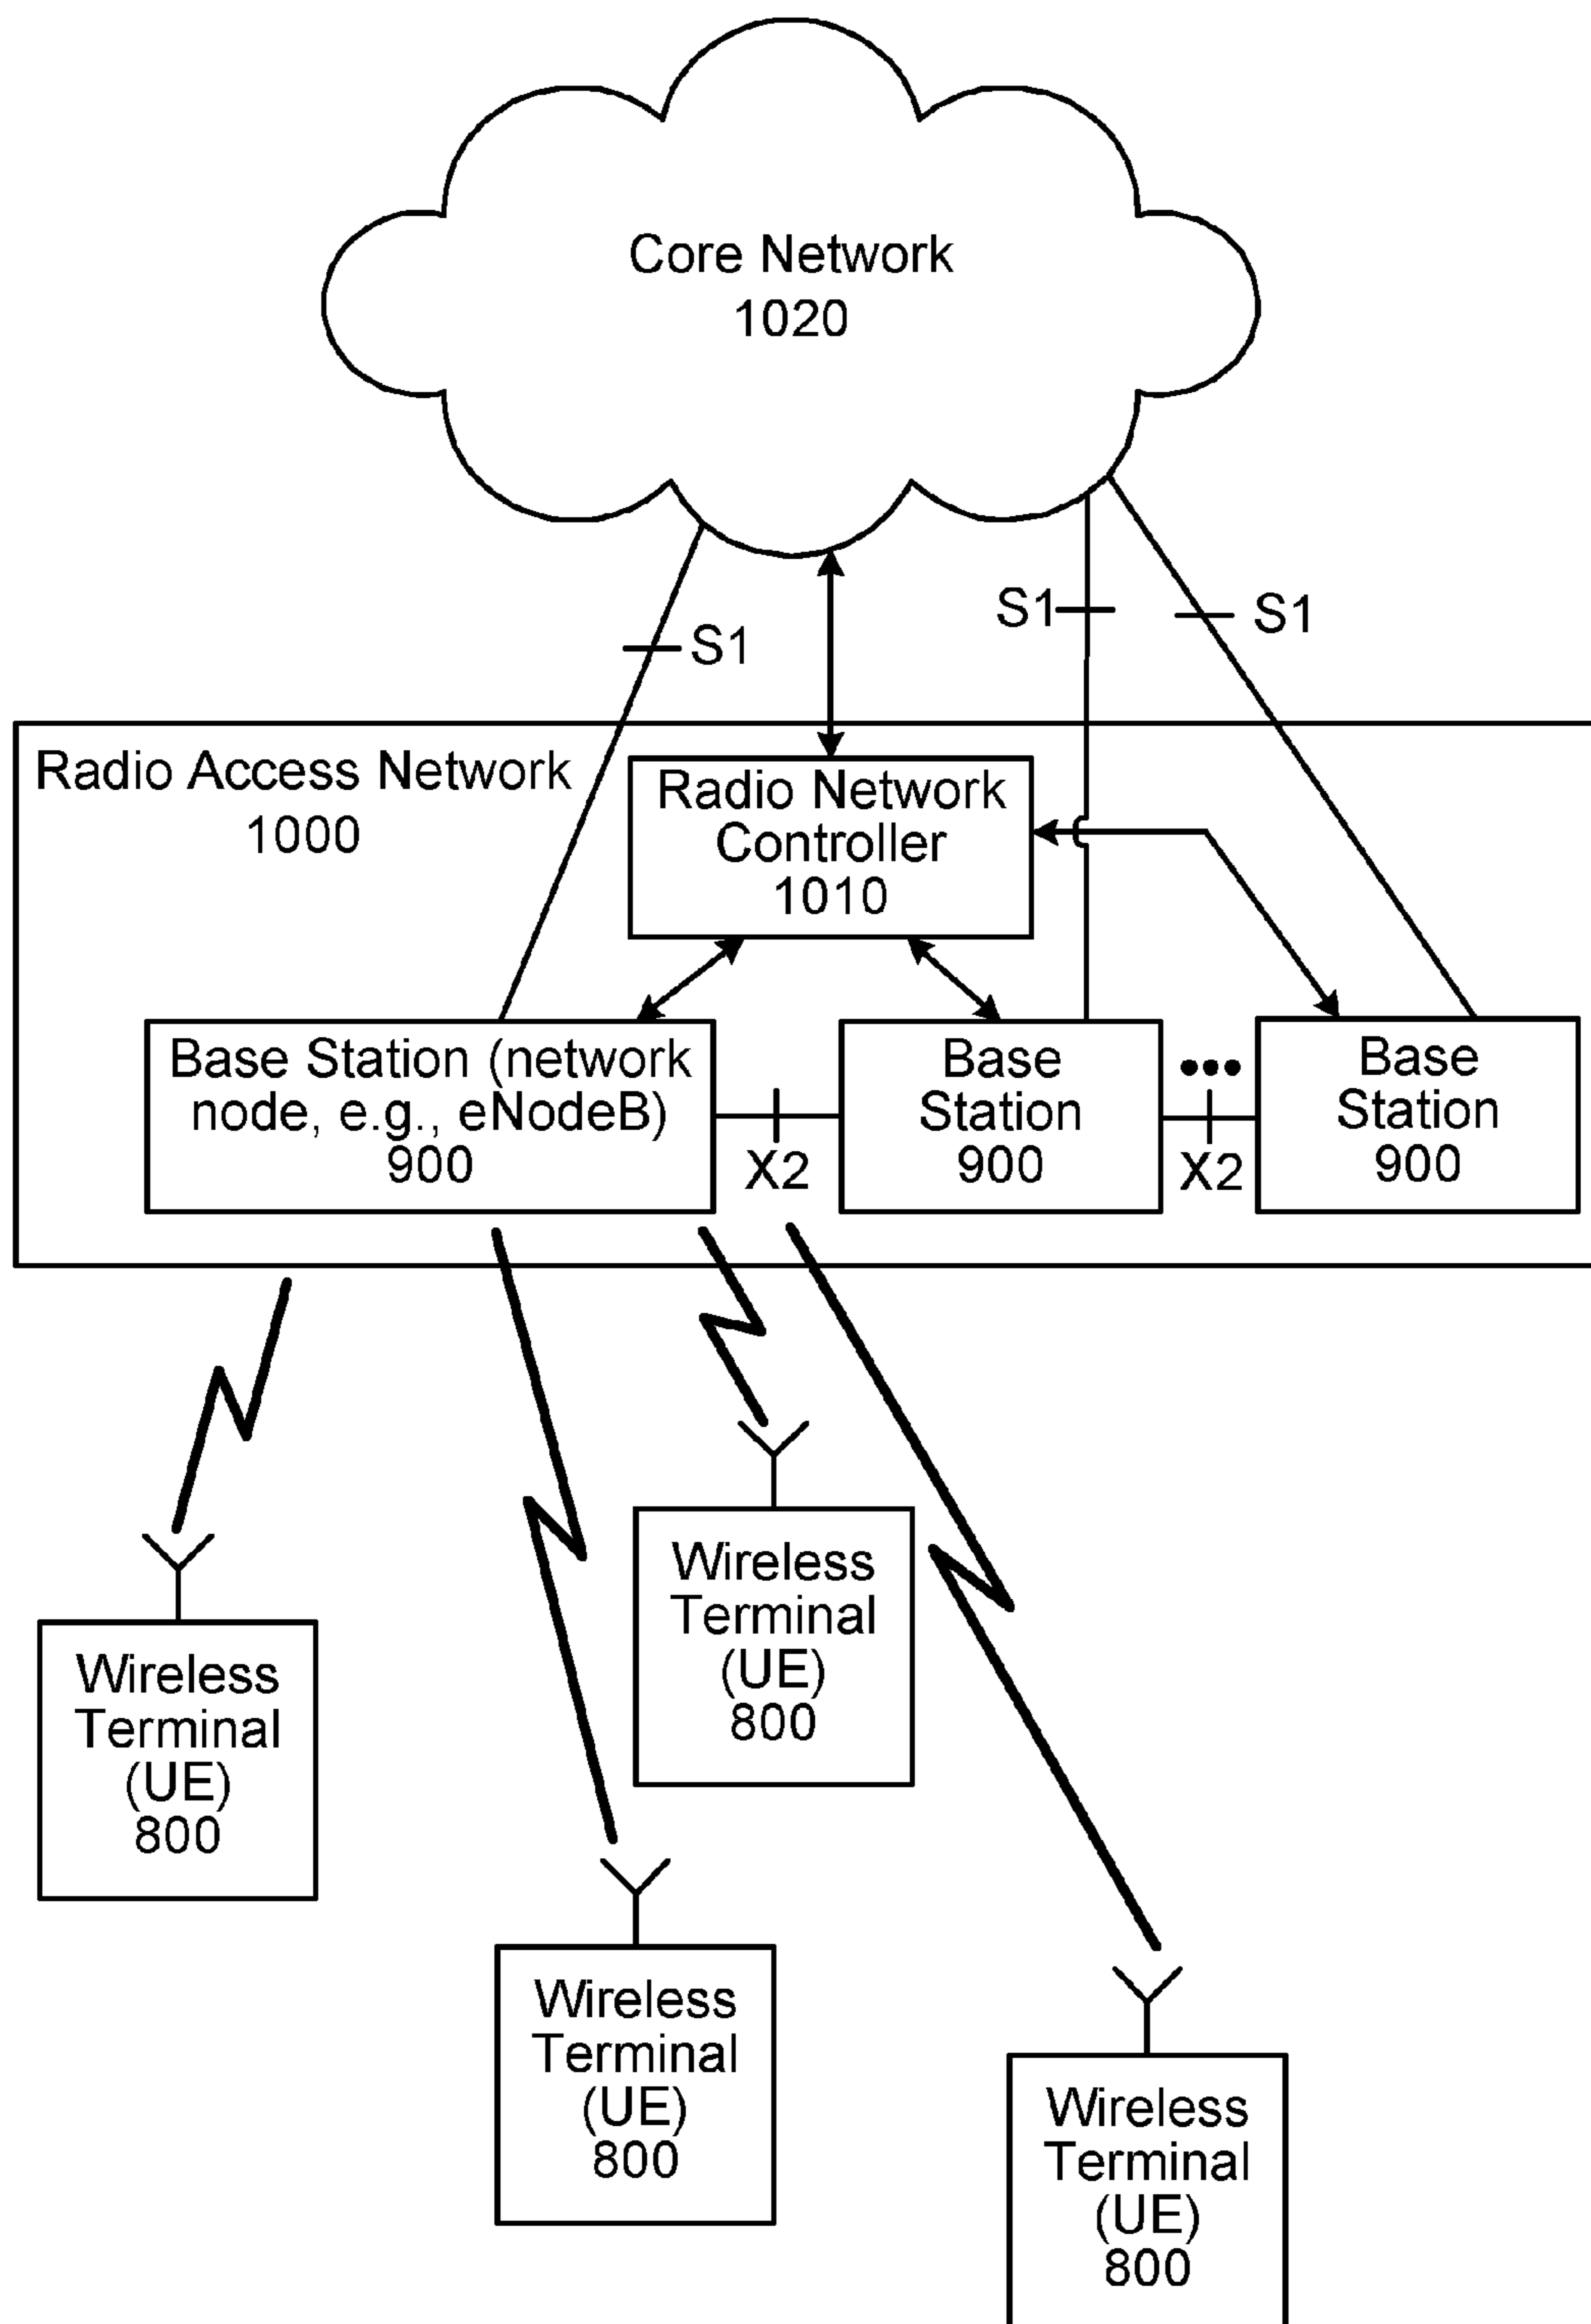 Core Network
1020
S1
S1
S1
Radio Access Network
1000
Radio Network
Controller
1010
Base Station (network
node, e.g., eNodeB)
900
X2
Base
Station
900
X2
Base
Station
900
Wireless
Terminal
(UE)
800
Wireless
Terminal
(UE)
800
Wireless
Terminal
(UE)
800
Wireless
Terminal
(UE)
800